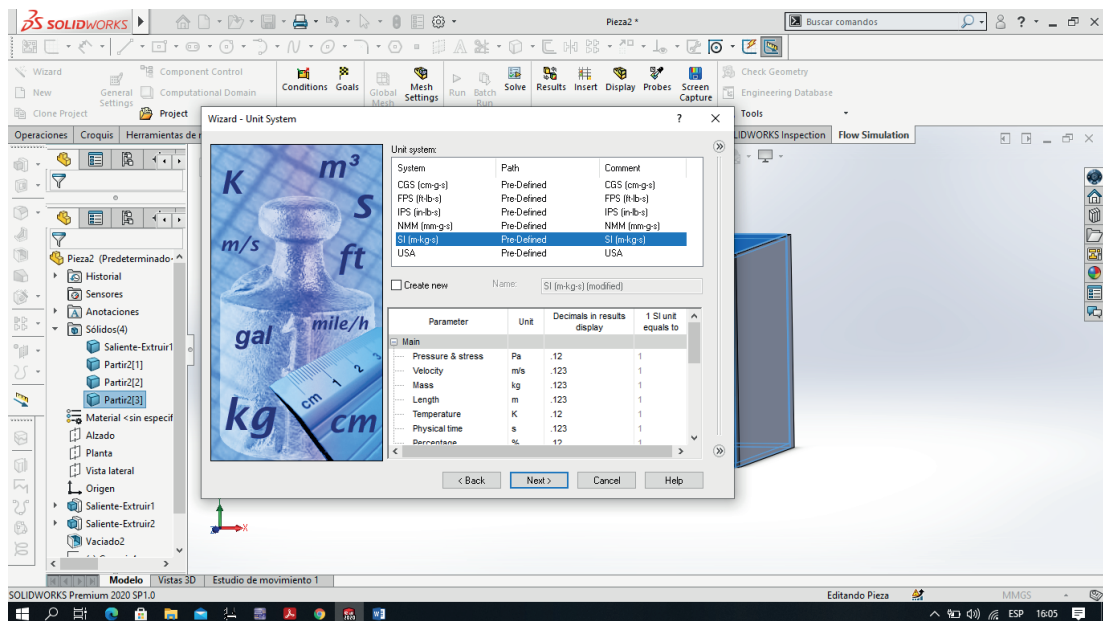 SOLIDWORKS
Pieza2 *
Buscar comandos
Wizard
New
Clone Project
General Settings
Component Control
Computational Domain
Project
Conditions
Goals
Global Mesh
Mesh Settings
Run
Batch Run
Solve
Results
Insert
Display
Probes
Screen Capture
Check Geometry
Engineering Database
Tools
Operaciones
Croquis
Herramientas de r
LIDWORKS Inspection
Flow Simulation
Pieza2 (Predeterminado-
Historial
Sensores
Anotaciones
Sólidos(4)
Saliente-Extruir1
Partir2[1]
Partir2[2]
Partir2[3]
Material <sin especif
Alzado
Planta
Vista lateral
Origen
Saliente-Extruir1
Saliente-Extruir2
Vaciado2
Wizard - Unit System
?
K
m³
S
m/s
ft
gal
mile/h
cm
kg
cm
Unit system:
System Path Comment
CGS (cm-g-s) Pre-Defined CGS (cm-g-s)
FPS (ft-lb-s) Pre-Defined FPS (ft-lb-s)
IPS (in-lb-s) Pre-Defined IPS (in-lb-s)
NMM (mm-g-s) Pre-Defined NMM (mm-g-s)
SI (m-kg-s) Pre-Defined SI (m-kg-s)
USA Pre-Defined USA
Create new Name: SI (m-kg-s) (modified)
Parameter Unit Decimals in results display 1 SI unit equals to
Main
Pressure & stress Pa .12 1
Velocity m/s .123 1
Mass kg .123 1
Length m .123 1
Temperature K .12 1
Physical time s .123 1
Percentage % .12 1
< Back
Next >
Cancel
Help
X
Modelo
Vistas 3D
Estudio de movimiento 1
SOLIDWORKS Premium 2020 SP1.0
Editando Pieza
MMGS
ESP
16:05